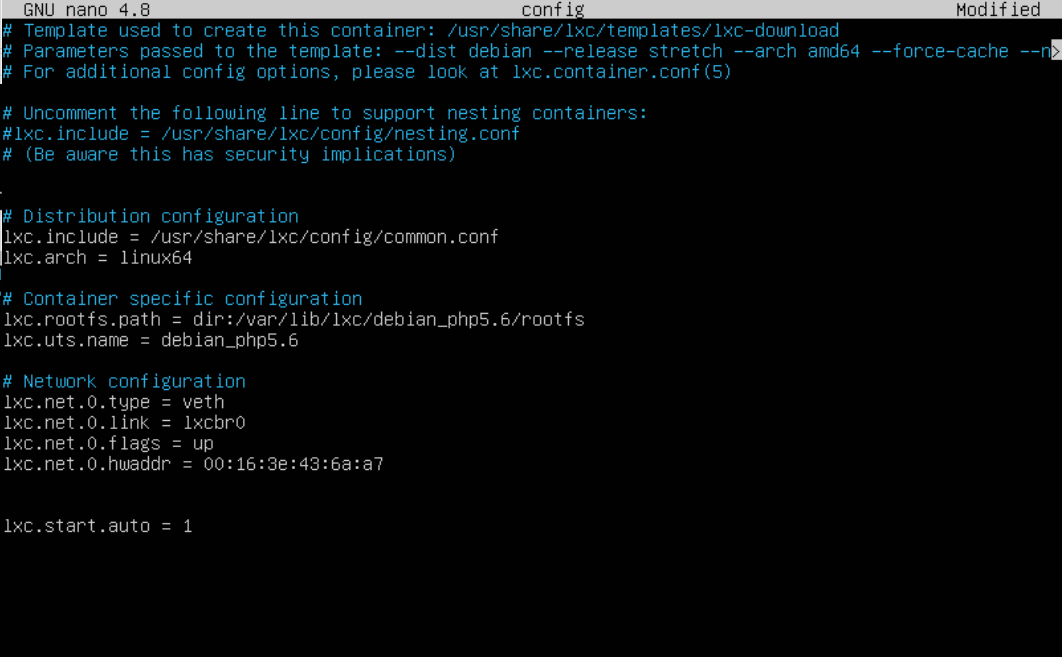 GNU nano 4.8 config Modified
# Template used to create this container: /usr/share/lxc/templates/lxc-download
# Parameters passed to the template: --dist debian --release stretch --arch amd64 --force-cache --n>
# For additional config options, please look at lxc.container.conf(5)
# Uncomment the following line to support nesting containers:
#lxc.include = /usr/share/lxc/config/nesting.conf
# (Be aware this has security implications)
# Distribution configuration
lxc.include = /usr/share/lxc/config/common.conf
lxc.arch = linux64
# Container specific configuration
lxc.rootfs.path = dir:/var/lib/lxc/debian_php5.6/rootfs
lxc.uts.name = debian_php5.6
# Network configuration
lxc.net.0.type = veth
lxc.net.0.link = lxcbr0
lxc.net.0.flags = up
lxc.net.0.hwaddr = 00:16:3e:43:6a:a7
lxc.start.auto = 1